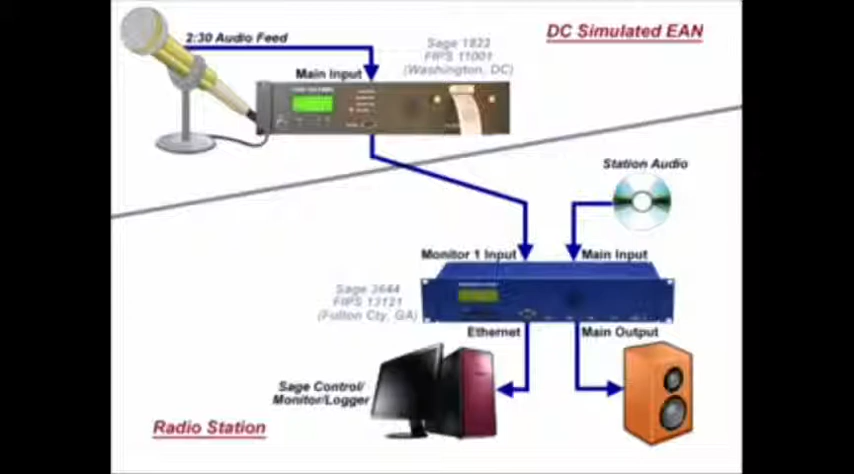 DC Simulated EAN
2:30 Audio Feed
Main Input
Sage 1822
FIPS 11001
(Washington, DC)
Station Audio
Monitor 1 Input
Main Input
Sage 3644
FIPS 13121
(Fulton Cty, GA)
Ethernet
Main Output
Sage Control/
Monitor/Logger
Radio Station